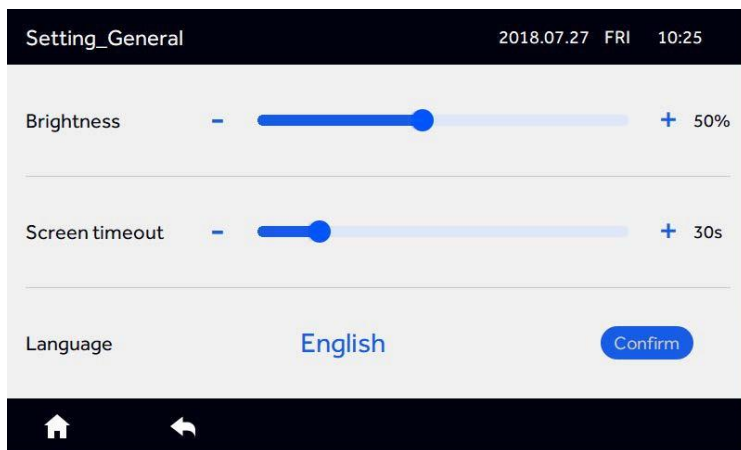 Setting_General 2018.07.27 FRI 10:25
Brightness - + 50%
Screen timeout - + 30s
Language English Confirm